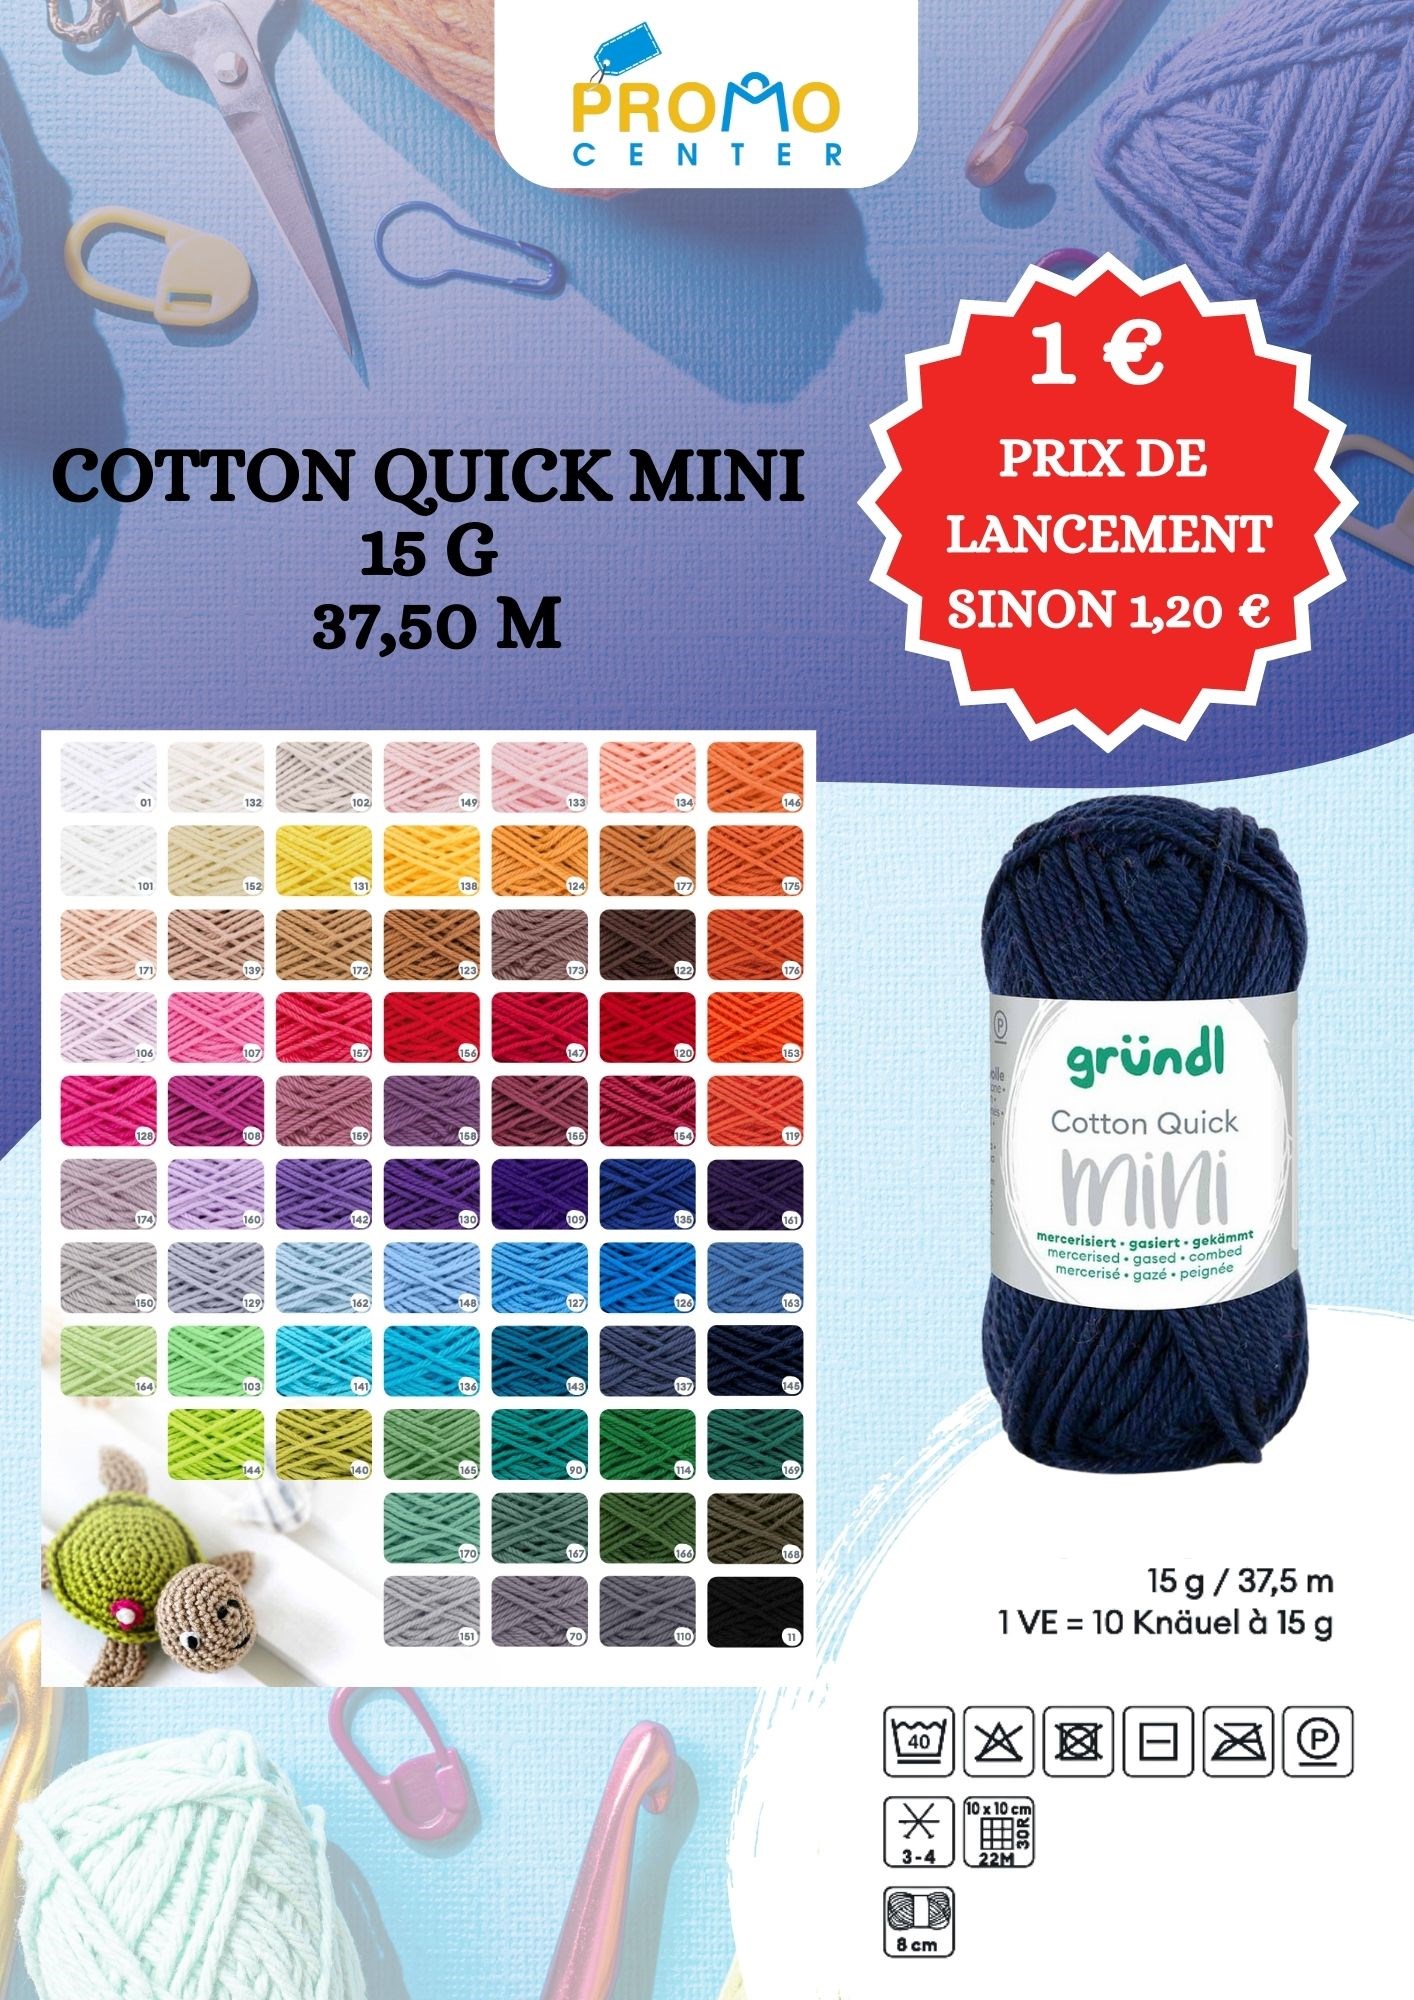 PROMO
CENTER
1 €
PRIX DE
LANCEMENT
SINON 1,20 €
COTTON QUICK MINI
15 G
37,50 M
01 132 102 149 133 134 146
101 152 131 138 124 177 175
171 139 172 123 173 122 176
106 107 157 156 147 120 153
128 108 159 158 155 154 119
174 160 142 130 109 135 161
150 129 162 148 127 126 163
164 103 141 136 143 137 145
144 140 165 90 114 169
170 167 166 168
151 70 110 11
P
gründl
Cotton Quick
mini
mercerisiert • gasiert • gekämmt
mercerised • gased • combed
mercerisé • gazé • peignée
15 g / 37,5 m
1 VE = 10 Knäuel à 15 g
40
P
3-4
10 x 10 cm
30R
22M
8 cm